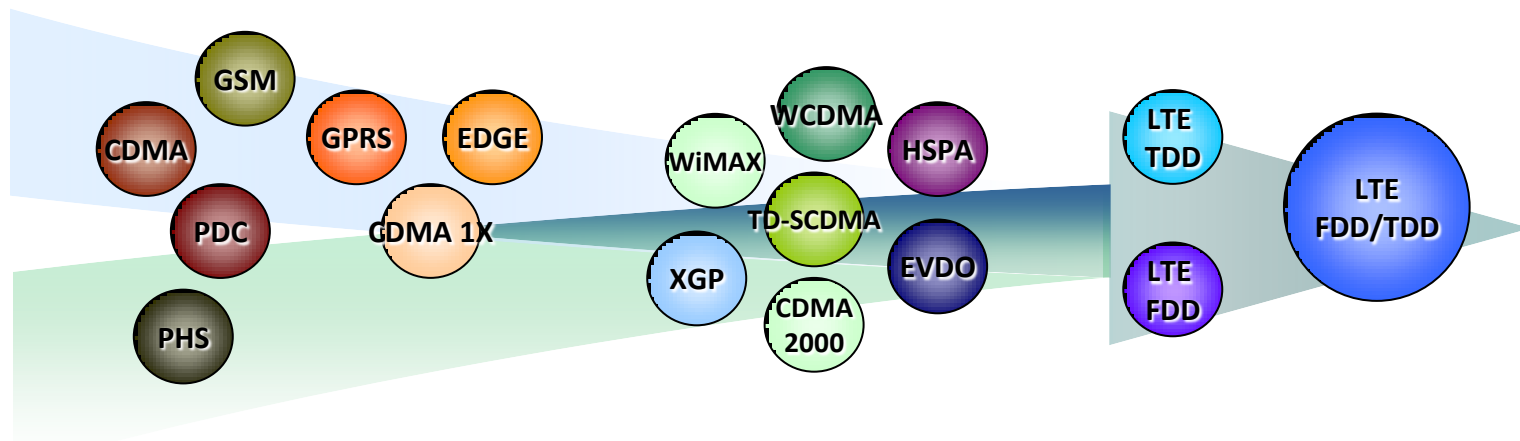 GSM
CDMA
GPRS
EDGE
PDC
CDMA 1X
PHS
WCDMA
WiMAX
HSPA
TD-SCDMA
XGP
EVDO
CDMA
2000
LTE
TDD
LTE
FDD
LTE
FDD/TDD